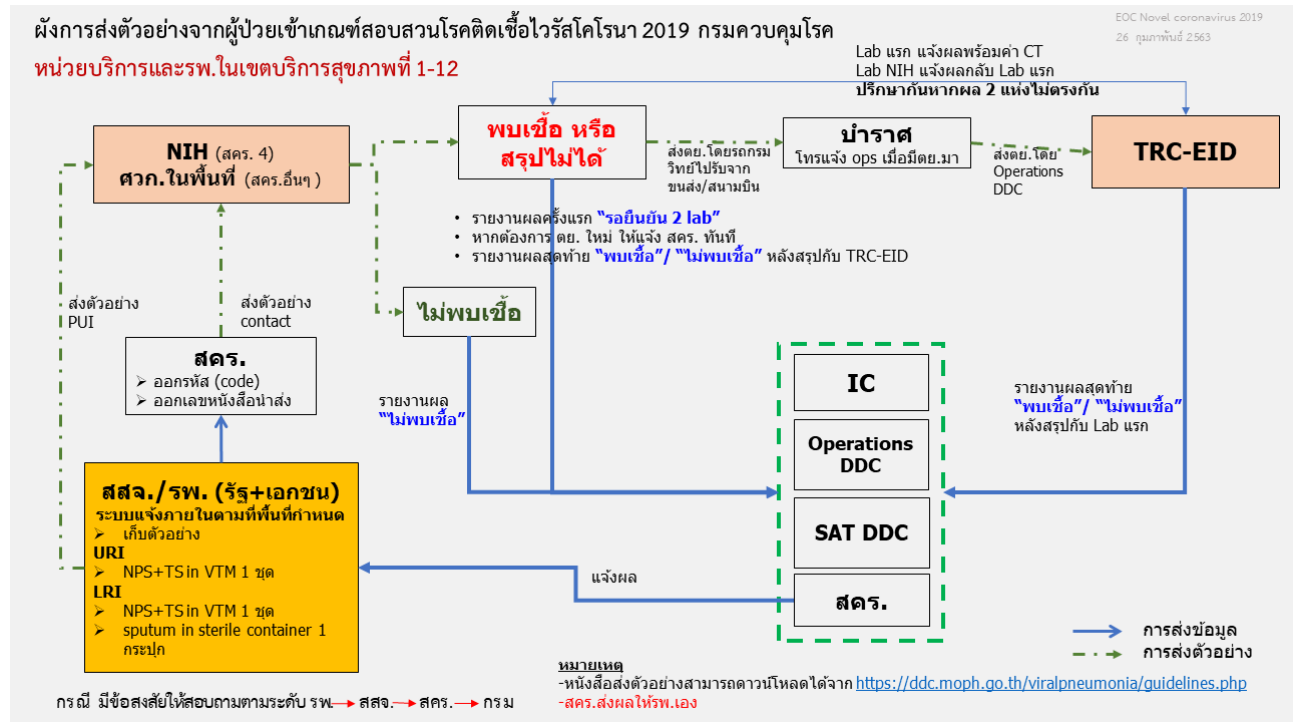 EOC Novel coronavirus 2019
26 กุมภาพันธ์ 2563
ผังการส่งตัวอย่างจากผู้ป่วยเข้าเกณฑ์สอบสวนโรคติดเชื้อไวรัสโคโรนา 2019 กรมควบคุมโรค
หน่วยบริการและรพ.ในเขตบริการสุขภาพที่ 1-12
Lab แรก แจ้งผลพร้อมค่า CT
Lab NIH แจ้งผลกลับ Lab แรก
ปรึกษากันหากผล 2 แห่งไม่ตรงกัน
NIH (สคร. 4)
ศวก.ในพื้นที่ (สคร.อื่นๆ )
พบเชื้อ หรือ
สรุปไม่ได้
ส่งตย.โดยรถกรม
วิทย์ไปรับจาก
ขนส่ง/สนามบิน
บำราศ
โทรแจ้ง ops เมื่อมีตย.มา
ส่งตย.โดย
Operations
DDC
TRC-EID
• รายงานผลครั้งแรก “รอยืนยัน 2 lab”
• หากต้องการ ตย. ใหม่ ให้แจ้ง สคร. ทันที
• รายงานผลสุดท้าย “พบเชื้อ”/ “ไม่พบเชื้อ” หลังสรุปกับ TRC-EID
ส่งตัวอย่าง
PUI
ส่งตัวอย่าง
contact
ไม่พบเชื้อ
สคร.
➢ ออกรหัส (code)
➢ ออกเลขหนังสือนำส่ง
รายงานผล
“ไม่พบเชื้อ”
IC
Operations
DDC
SAT DDC
สคร.
รายงานผลสุดท้าย
“พบเชื้อ”/ “ไม่พบเชื้อ”
หลังสรุปกับ Lab แรก
สสจ./รพ. (รัฐ+เอกชน)
ระบบแจ้งภายในตามที่พื้นที่กำหนด
➢ เก็บตัวอย่าง
URI
➢ NPS+TS in VTM 1 ชุด
LRI
➢ NPS+TS in VTM 1 ชุด
➢ sputum in sterile container 1
กระปุก
แจ้งผล
การส่งข้อมูล
การส่งตัวอย่าง
หมายเหตุ
-หนังสือส่งตัวอย่างสามารถดาวน์โหลดได้จาก https://ddc.moph.go.th/viralpneumonia/guidelines.php
-สคร.ส่งผลให้รพ.เอง
กรณี มีข้อสงสัยให้สอบถามตามระดับ รพ. → สสจ. → สคร. → กรม